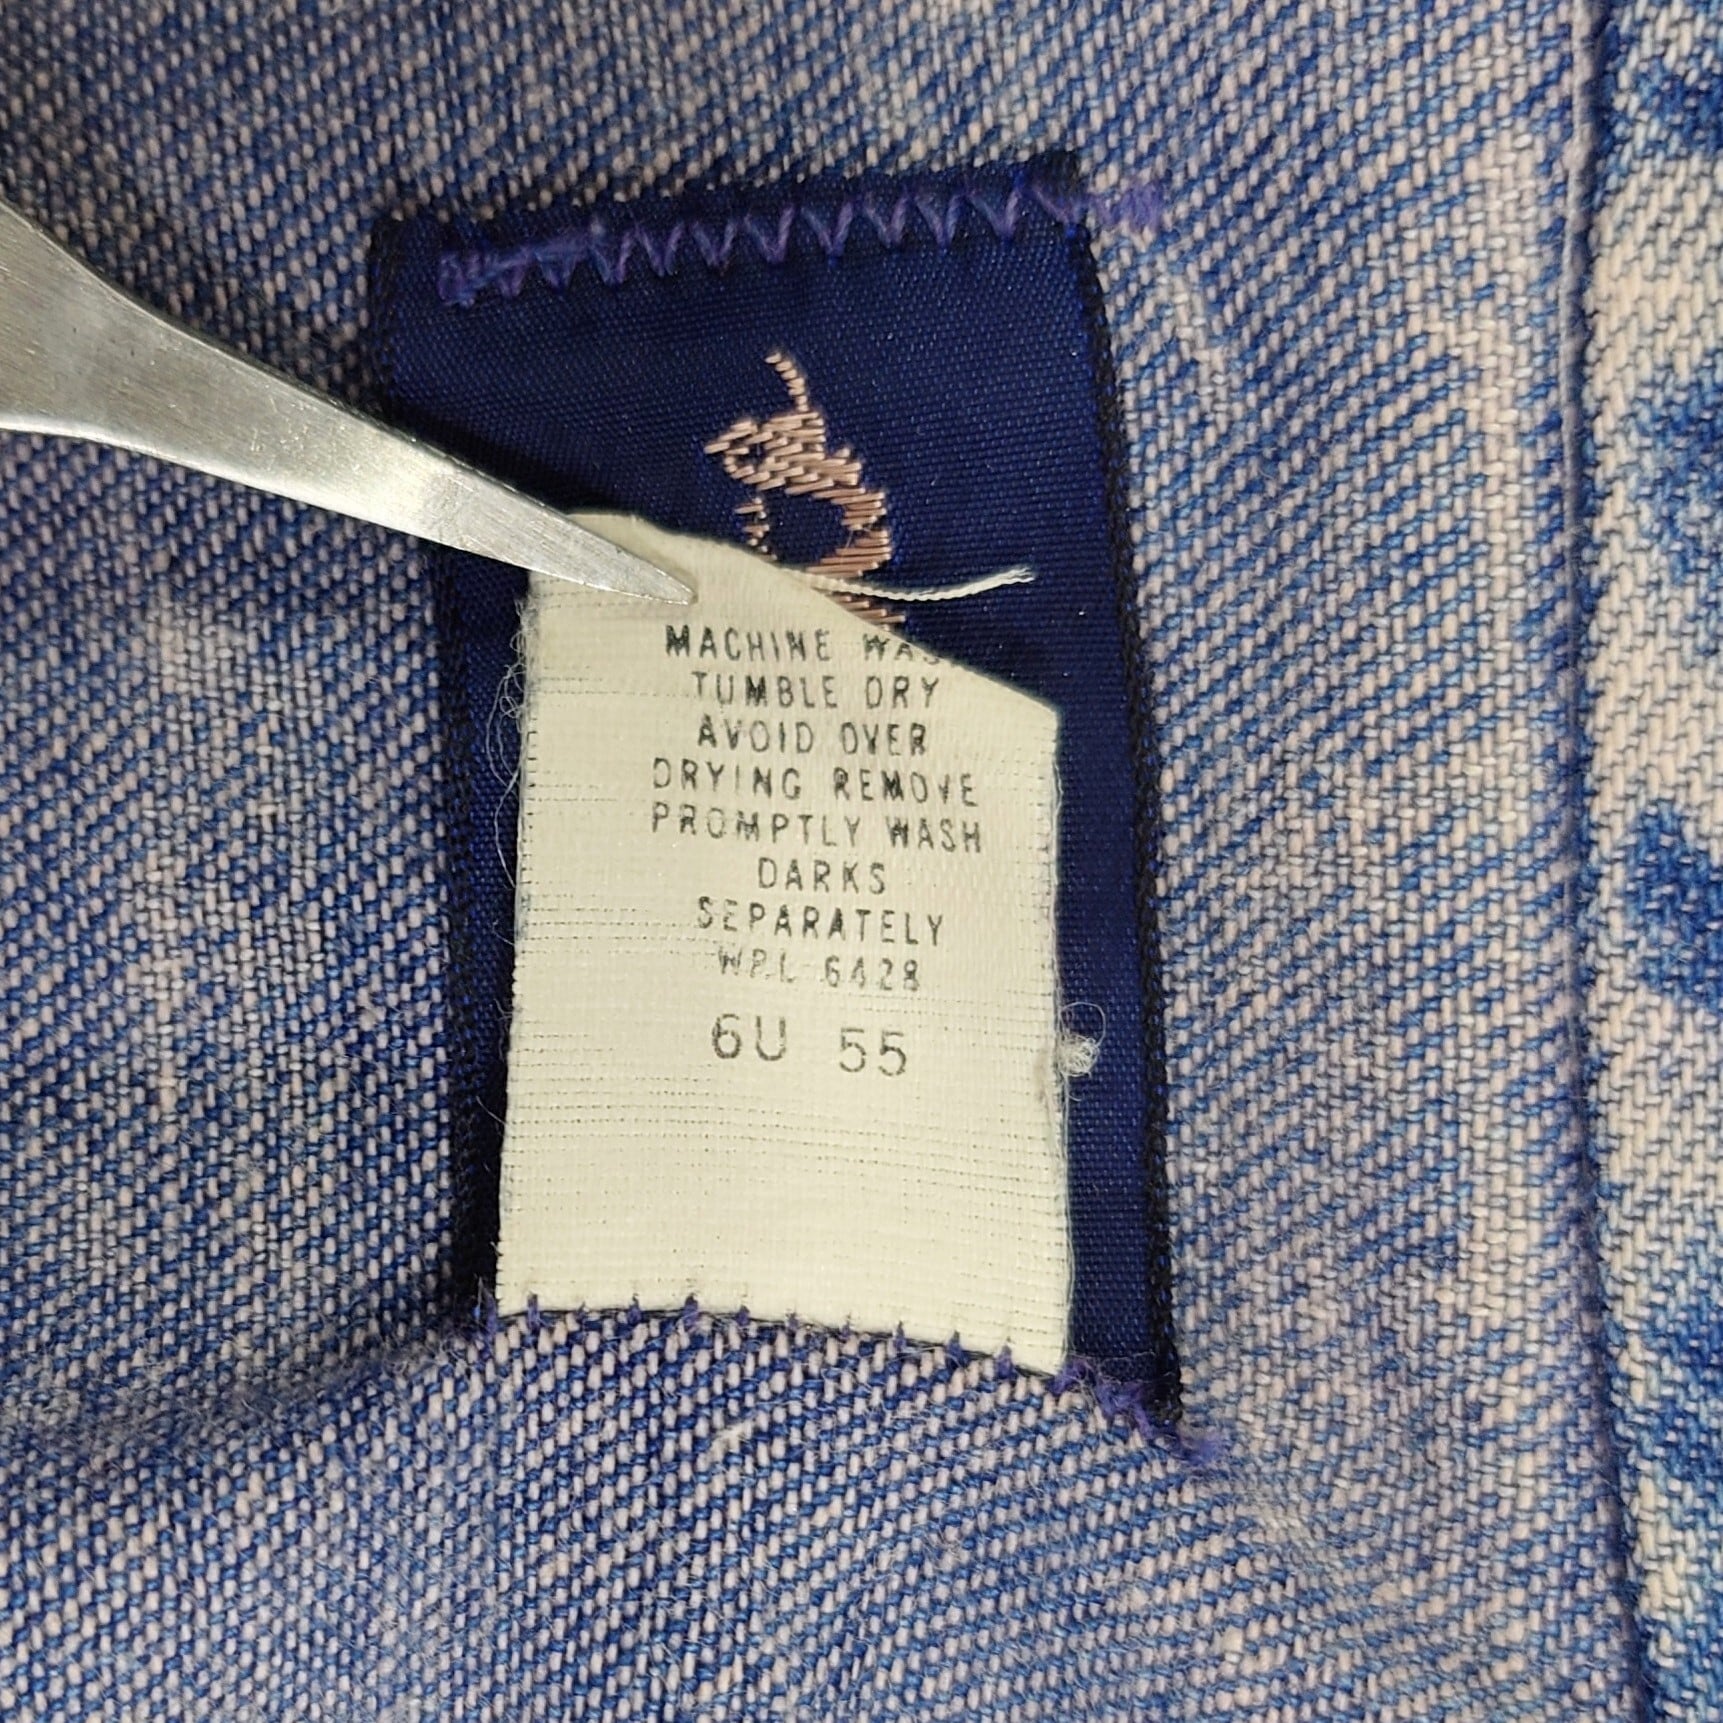 MACHINE WAS
TUMBLE DRY
AVOID OVER
DRYING REMOVE
PROMPTLY WASH
DARKS
SEPARATELY
WPL 6428
6U 55